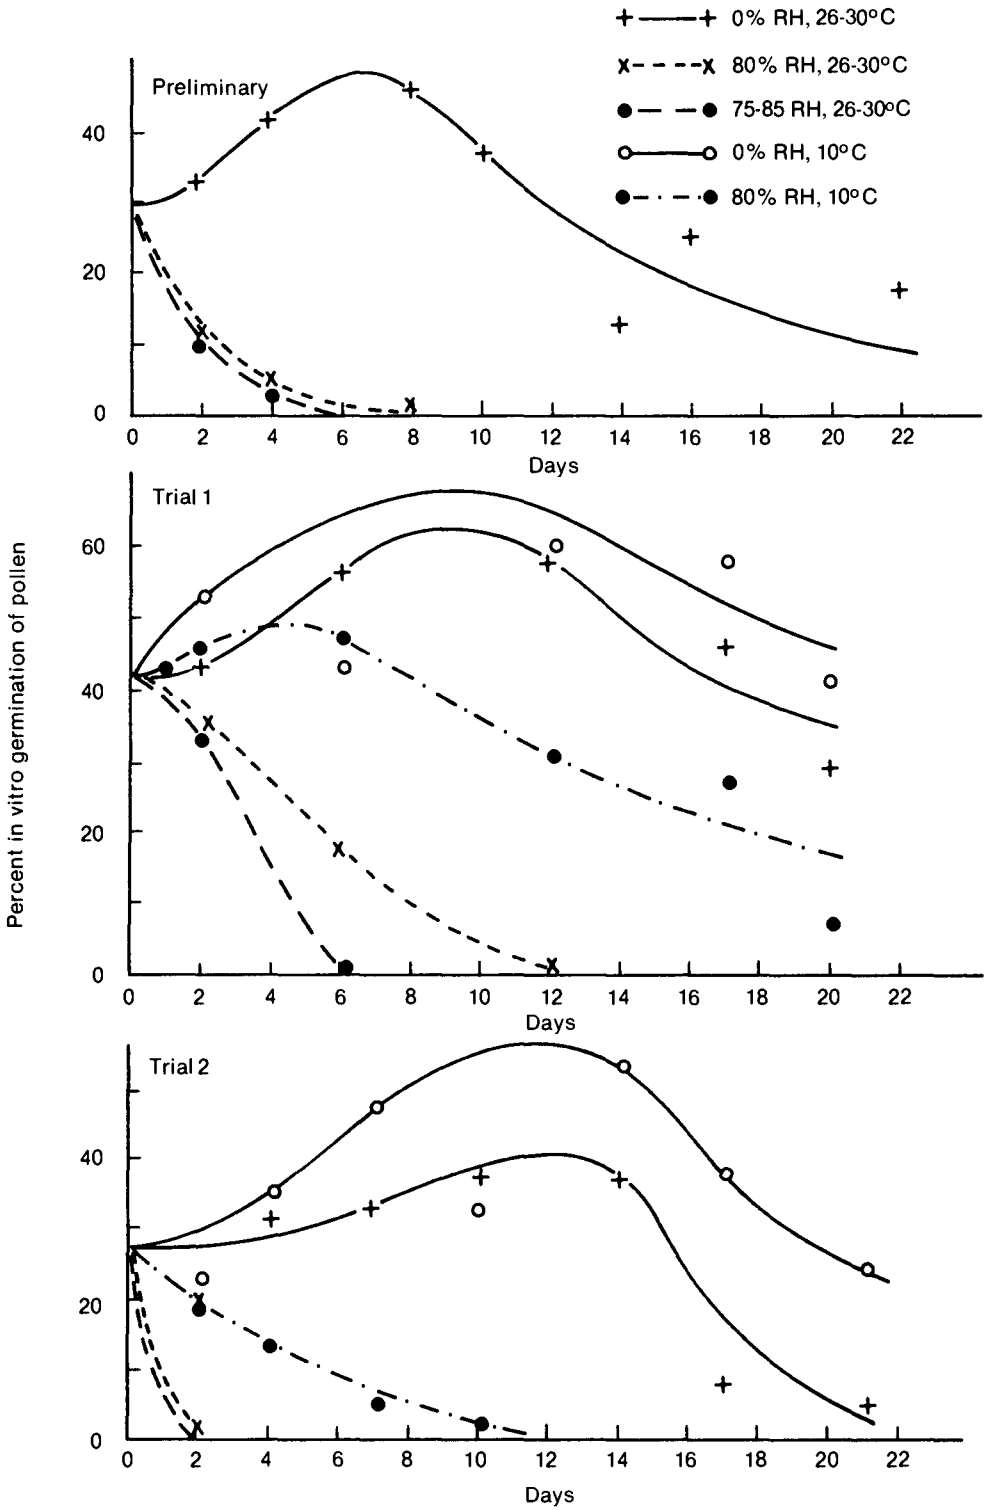 0% RH, 26-30°C
80% RH, 26-30°C
75-85 RH, 26-30°C
0% RH, 10°C
80% RH, 10°C
Preliminary
40
20
0
0 2 4 6 8 10 12 14 16 18 20 22
Days
Percent in vitro germination of pollen
Trial 1
60
40
20
0
0 2 4 6 8 10 12 14 16 18 20 22
Days
Trial 2
40
20
0
0 2 4 6 8 10 12 14 16 18 20 22
Days